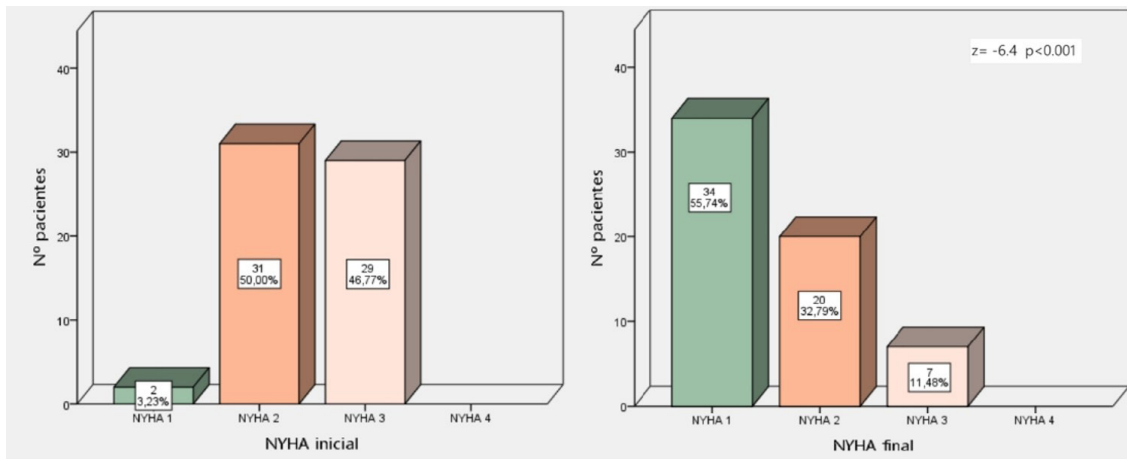 Nº pacientes
40
30
20
10
0
2
3,23%
31
50,00%
29
46,77%
NYHA 1
NYHA 2
NYHA 3
NYHA 4
NYHA inicial
z= -6.4 p<0.001
Nº pacientes
40
30
20
10
0
34
55,74%
20
32,79%
7
11,48%
NYHA 1
NYHA 2
NYHA 3
NYHA 4
NYHA final